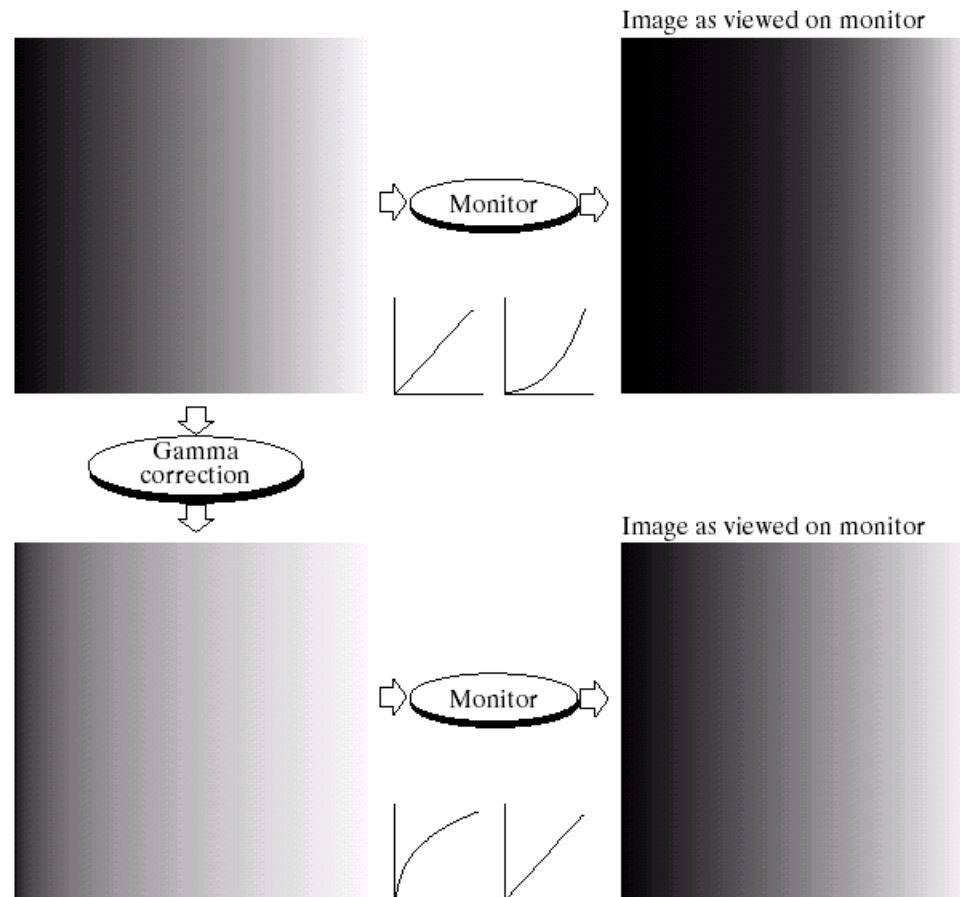 Image as viewed on monitor
Monitor
Gamma
correction
Image as viewed on monitor
Monitor